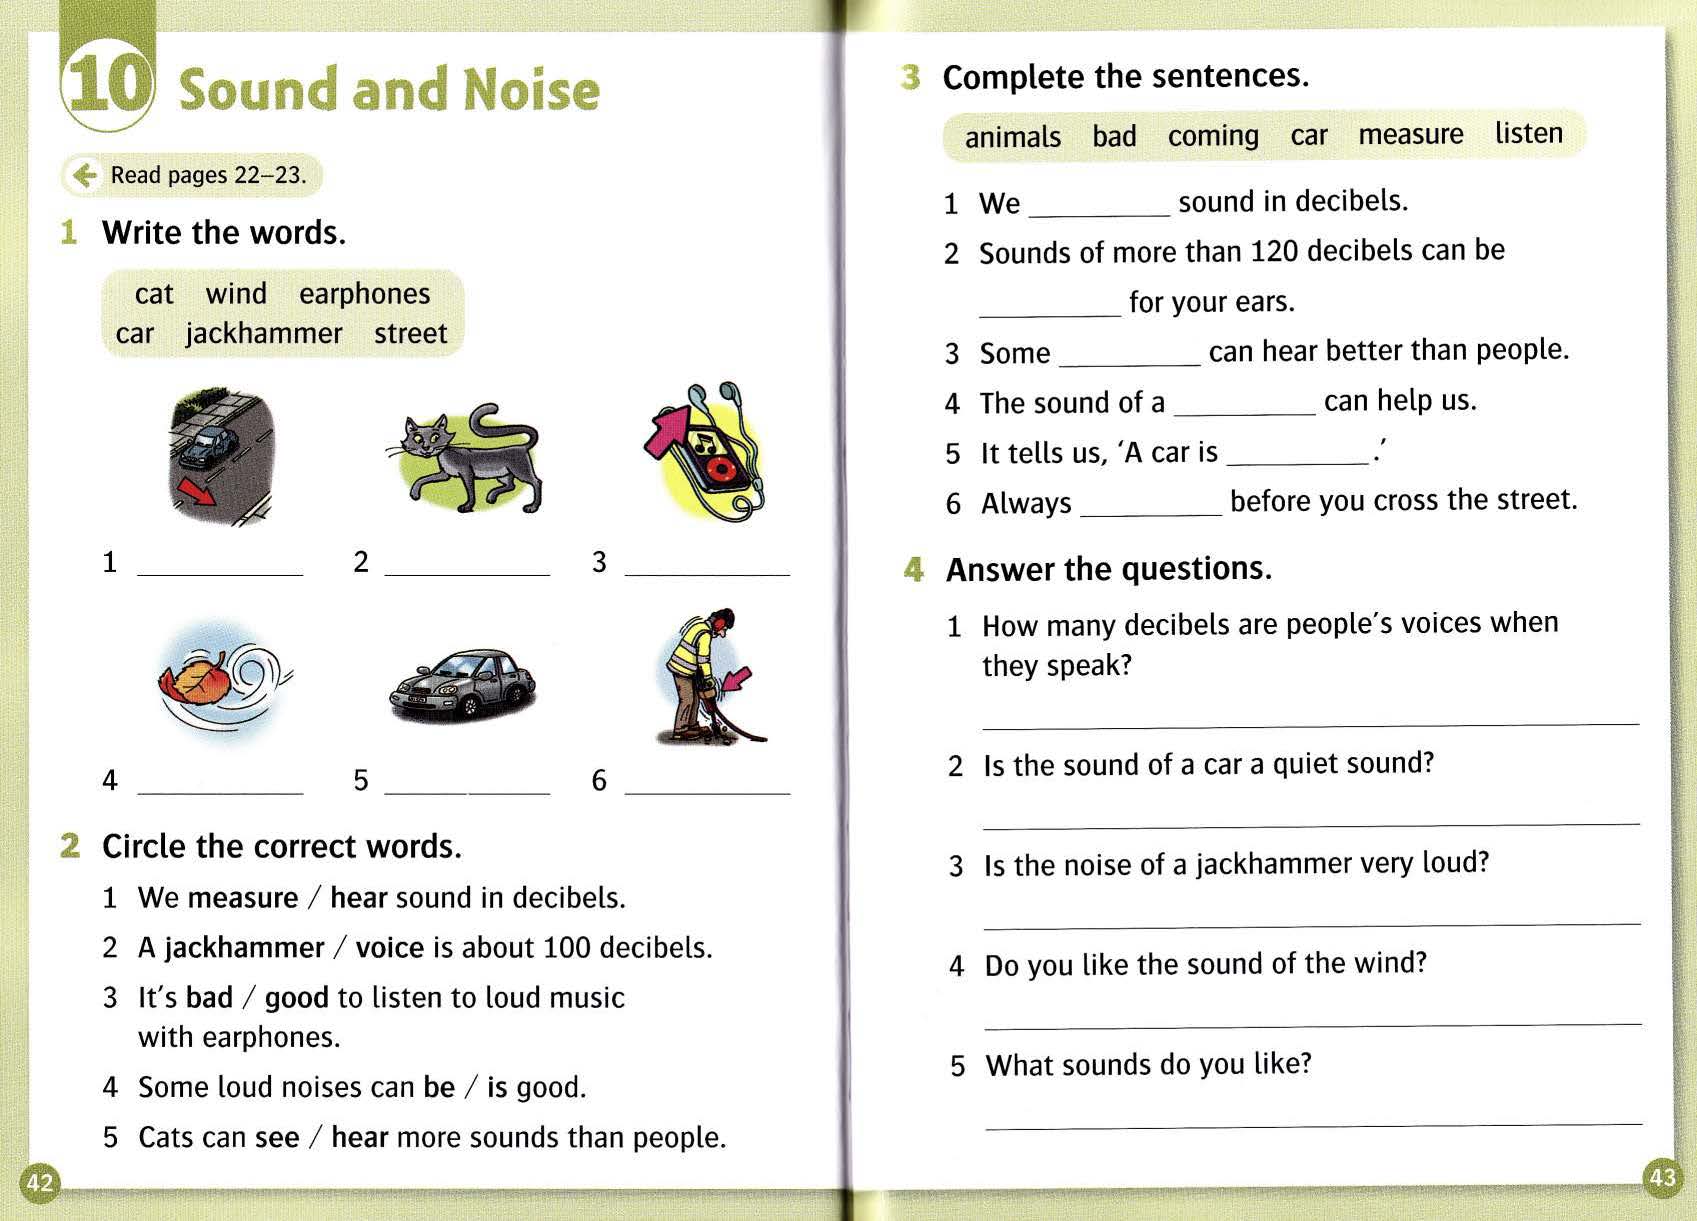 10 Sound and Noise
Read pages 22–23.
1 Write the words.
cat wind earphones
car jackhammer street
1 __________ 2 __________ 3 __________
4 __________ 5 __________ 6 __________
2 Circle the correct words.
1 We measure / hear sound in decibels.
2 A jackhammer / voice is about 100 decibels.
3 It's bad / good to listen to loud music
with earphones.
4 Some loud noises can be / is good.
5 Cats can see / hear more sounds than people.
42
3 Complete the sentences.
animals bad coming car measure listen
1 We __________ sound in decibels.
2 Sounds of more than 120 decibels can be
__________ for your ears.
3 Some __________ can hear better than people.
4 The sound of a __________ can help us.
5 It tells us, ‘A car is __________.’
6 Always __________ before you cross the street.
4 Answer the questions.
1 How many decibels are people's voices when
they speak?
2 Is the sound of a car a quiet sound?
3 Is the noise of a jackhammer very loud?
4 Do you like the sound of the wind?
5 What sounds do you like?
43